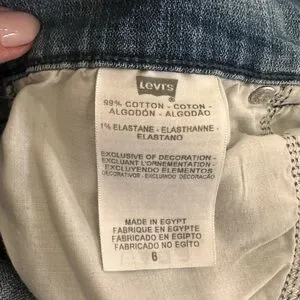 Levi's
99% COTTON - COTON -
ALGODÓN - ALGODÃO
1% ELASTANE - ELASTHANNE -
ELASTANO
EXCLUSIVE OF DECORATION -
EXCLUANT L'ORNEMENTATION -
EXCLUYENDO ELEMENTOS
DECORATIVOS - EXCLUINDO DECORAÇÃO
MADE IN EGYPT
FABRIQUE EN EGYPTE
FABRICADO EN EGIPTO
FABRICADO NO EGITO
6